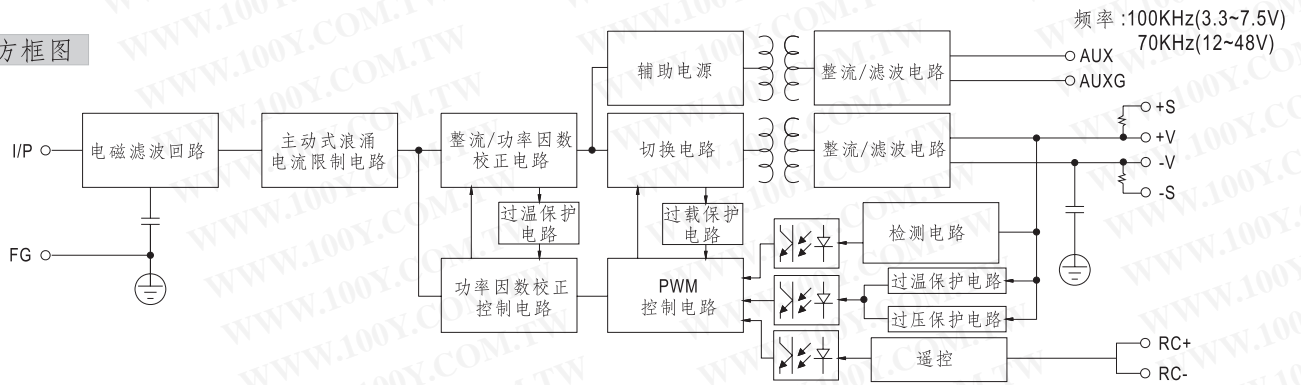 方框图
频率 :100KHz(3.3~7.5V)
70KHz(12~48V)
辅助电源
整流/滤波电路
AUX
AUXG
I/P
电磁滤波回路
主动式浪涌
电流限制电路
整流/功率因数
校正电路
切换电路
整流/滤波电路
+S
+V
-V
-S
过温保护
电路
过载保护
电路
检测电路
FG
功率因数校正
控制电路
PWM
控制电路
过温保护电路
过压保护电路
遥控
RC+
RC-
WWW.100Y.COM.TW